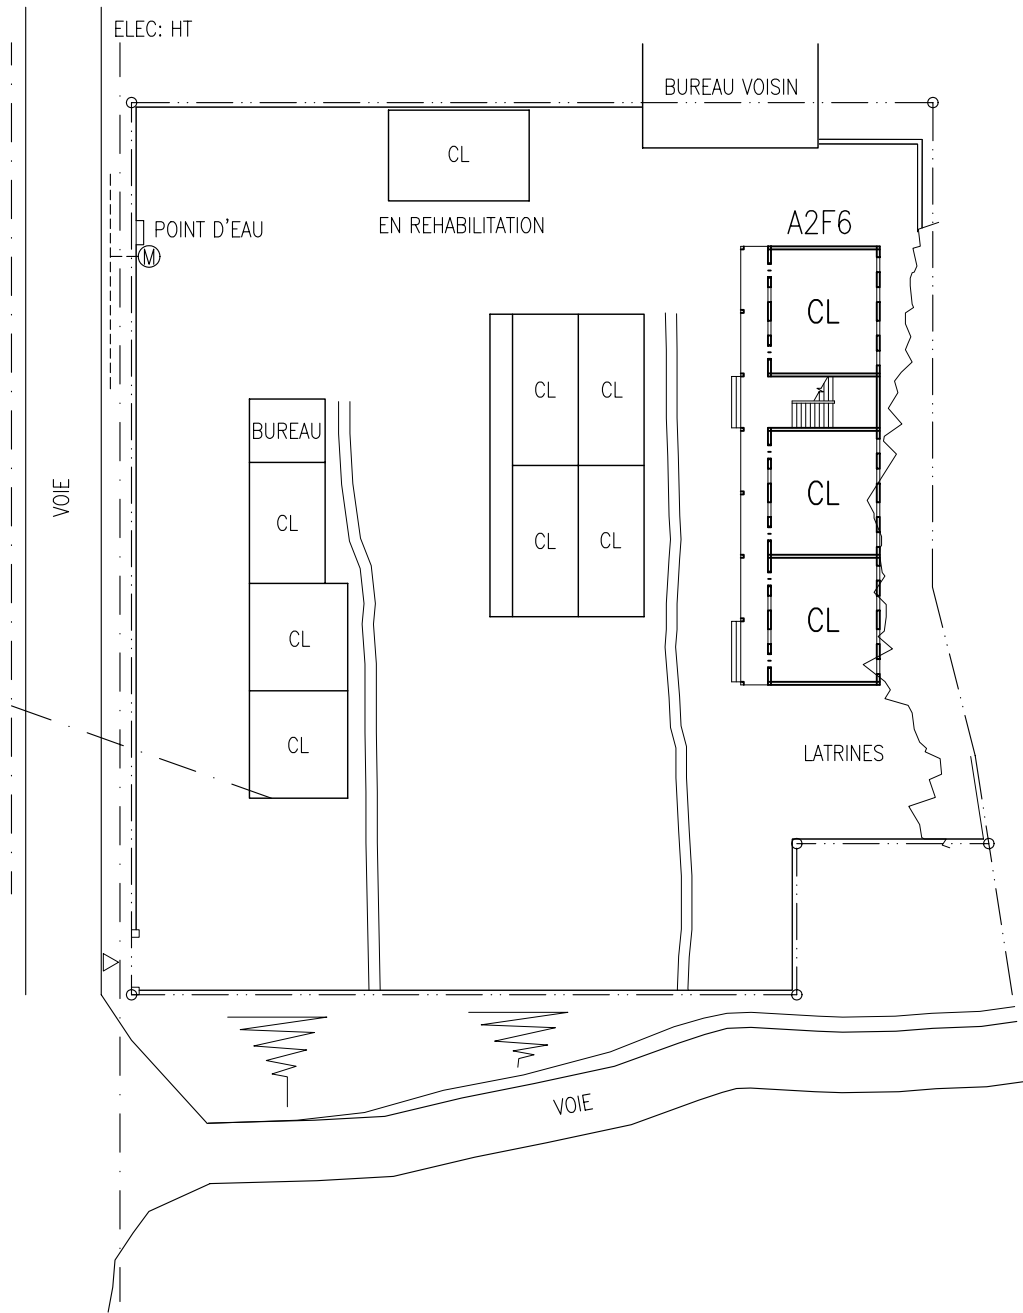 ELEC: HT
BUREAU VOISIN
CL
EN REHABILITATION
POINT D'EAU
M
A2F6
CL
CL
CL
BUREAU
CL
VOIE
CL
CL
CL
CL
CL
CL
CL
LATRINES
VOIE